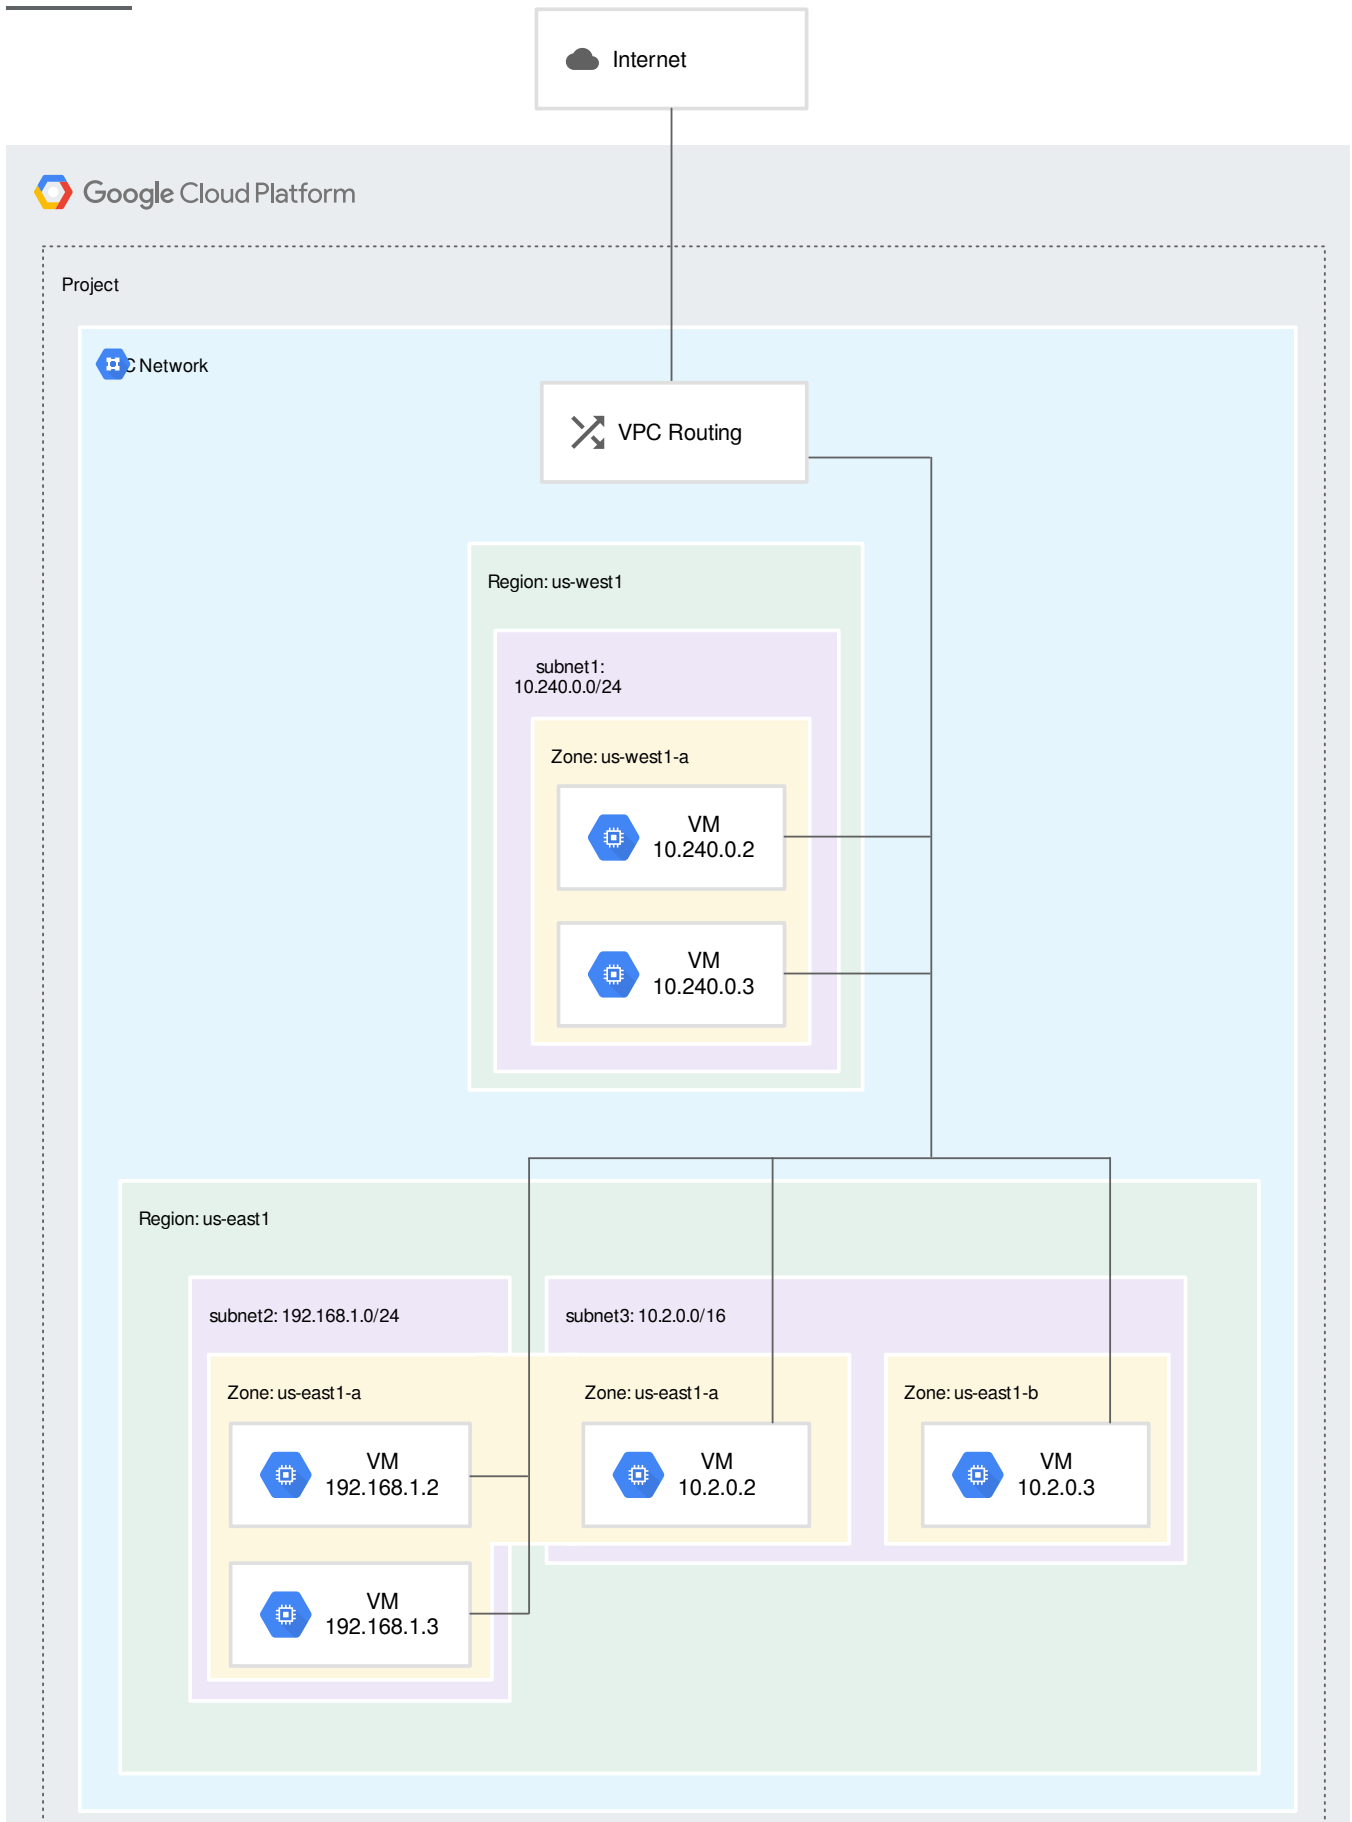 Internet
Google Cloud Platform
Project
C Network
VPC Routing
Region: us-west1
subnet1:
10.240.0.0/24
Zone: us-west1-a
VM
10.240.0.2
VM
10.240.0.3
Region: us-east1
subnet2: 192.168.1.0/24
subnet3: 10.2.0.0/16
Zone: us-east1-a
Zone: us-east1-a
Zone: us-east1-b
VM
192.168.1.2
VM
10.2.0.2
VM
10.2.0.3
VM
192.168.1.3